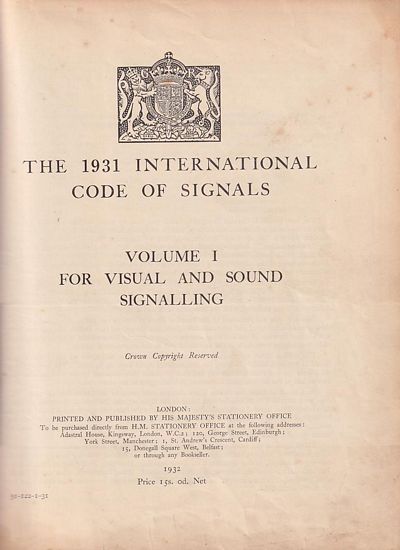 THE 1931 INTERNATIONAL
CODE OF SIGNALS
VOLUME I
FOR VISUAL AND SOUND
SIGNALLING
Crown Copyright Reserved
LONDON:
PRINTED AND PUBLISHED BY HIS MAJESTY'S STATIONERY OFFICE
To be purchased directly from H.M. STATIONERY OFFICE at the following addresses:
Adastral House, Kingsway, London, W.C.2; 120, George Street, Edinburgh;
York Street, Manchester; 1, St. Andrew's Crescent, Cardiff;
15, Donegall Square West, Belfast;
or through any Bookseller.
1932
Price 15s. 0d. Net